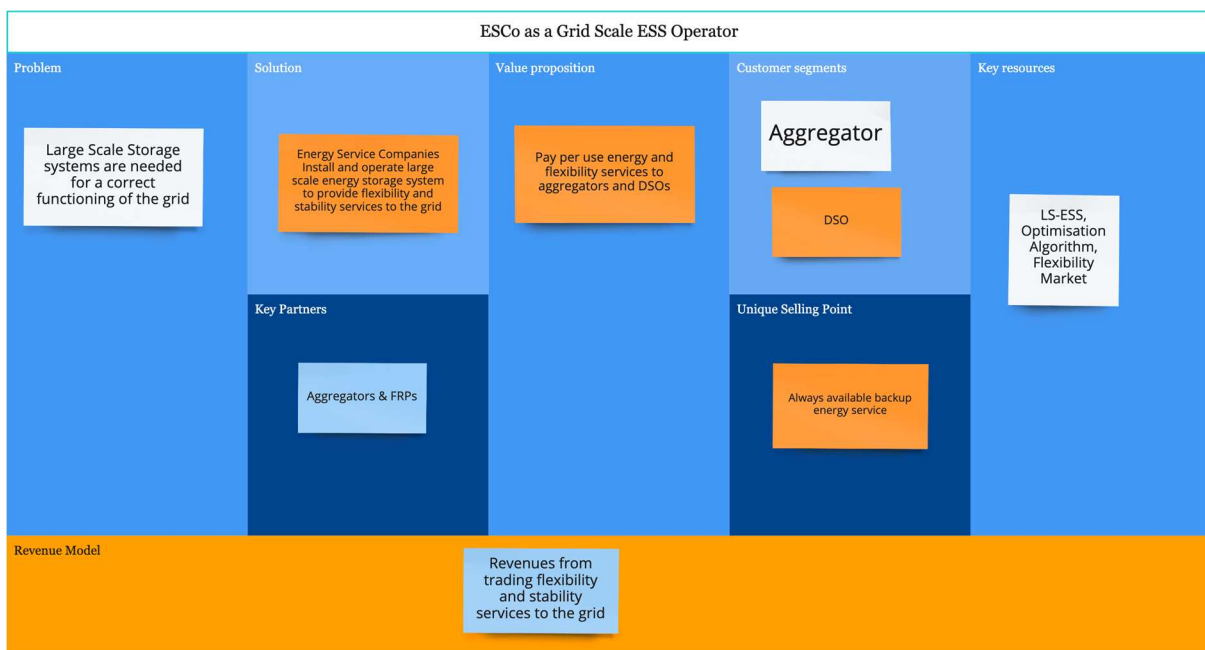 ESCo as a Grid Scale ESS Operator
Problem
Large Scale Storage
systems are needed
for a correct
functioning of the grid
Solution
Energy Service Companies
Install and operate large
scale energy storage system
to provide flexibility and
stability services to the grid
Key Partners
Aggregators & FRPs
Value proposition
Pay per use energy and
flexibility services to
aggregators and DSOs
Customer segments
Aggregator
DSO
Unique Selling Point
Always available backup
energy service
Key resources
LS-ESS,
Optimisation
Algorithm,
Flexibility
Market
Revenue Model
Revenues from
trading flexibility
and stability
services to the grid